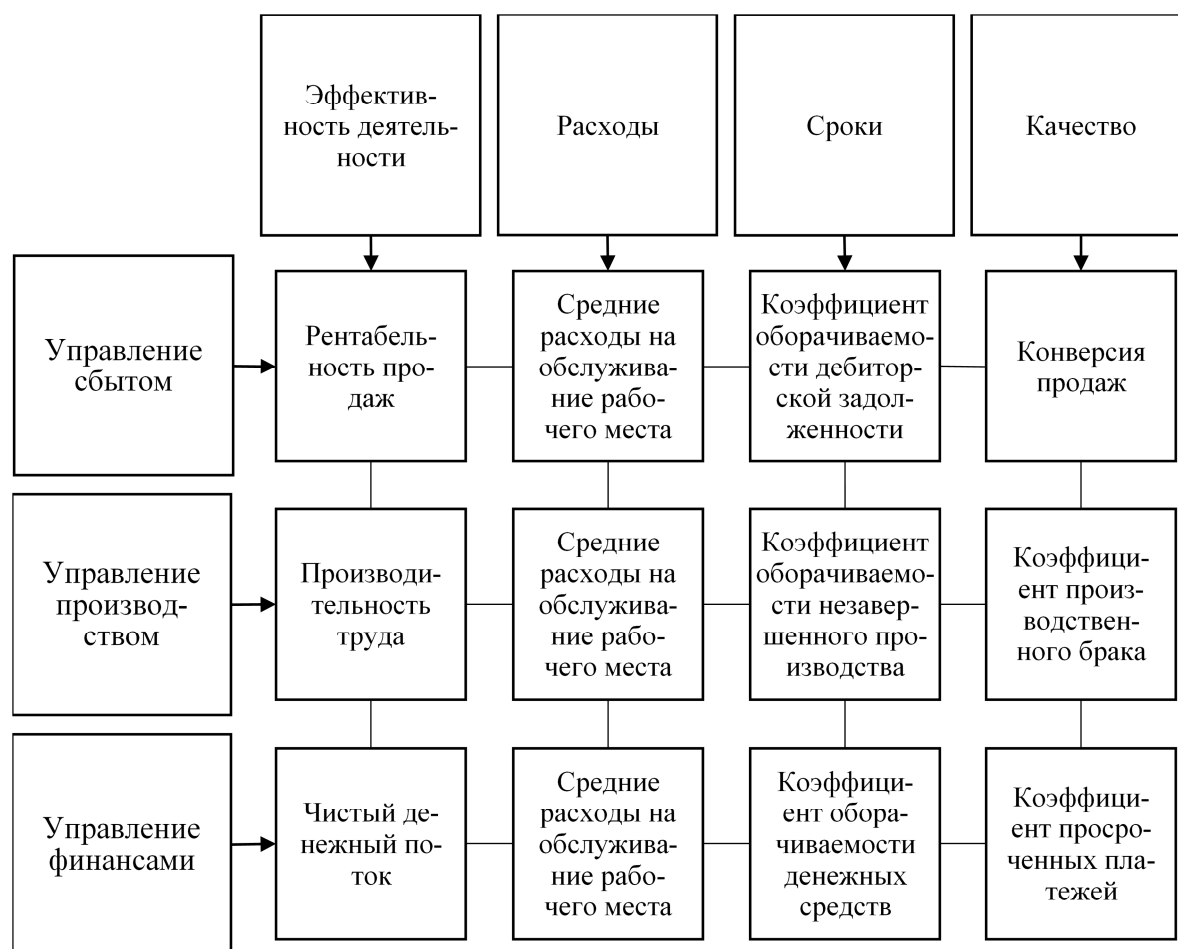 Эффектив-
ность деятель-
ности
Расходы
Сроки
Качество
Управление
сбытом
Рентабель-
ность про-
даж
Средние
расходы на
обслужива-
ние рабо-
чего места
Коэффициент
оборачиваемо-
сти дебитор-
ской задол-
женности
Конверсия
продаж
Управление
производ-
ством
Производи-
тельность
труда
Средние
расходы на
обслужива-
ние рабо-
чего места
Коэффициент
оборачиваемо-
сти незавер-
шенного про-
изводства
Коэффици-
ент произ-
водствен-
ного брака
Управление
финансами
Чистый де-
нежный по-
ток
Средние
расходы на
обслужива-
ние рабо-
чего места
Коэффици-
ент обора-
чиваемости
денежных
средств
Коэффици-
ент просро-
ченных пла-
тежей